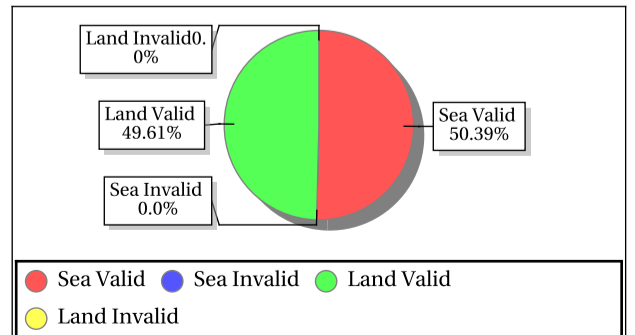 Land Invalid0.
0%
Land Valid
49.61%
Sea Valid
50.39%
Sea Invalid
0.0%
Sea Valid Sea Invalid Land Valid
Land Invalid